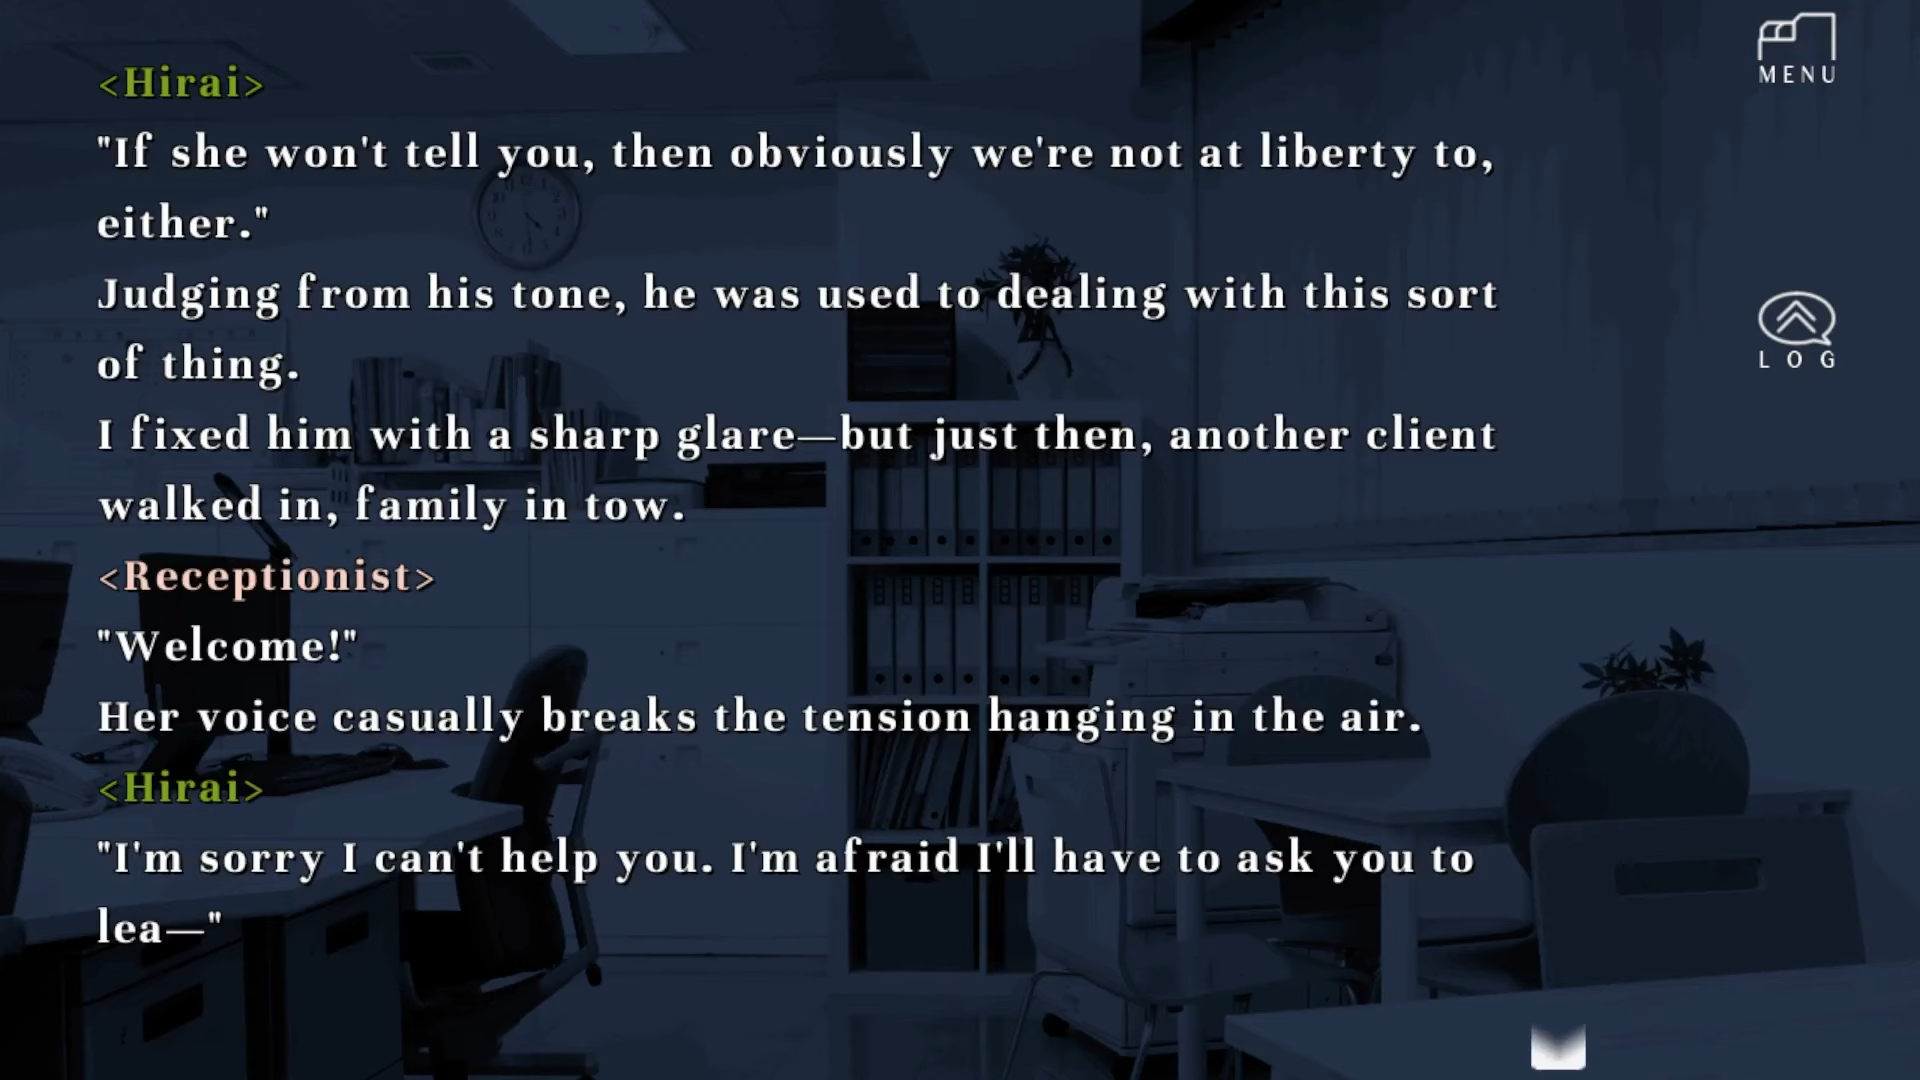 MENU
<Hirai>
"If she won't tell you, then obviously we're not at liberty to,
either."
Judging from his tone, he was used to dealing with this sort
of thing.
I fixed him with a sharp glare—but just then, another client
walked in, family in tow.
<Receptionist>
"Welcome!"
Her voice casually breaks the tension hanging in the air.
<Hirai>
"I'm sorry I can't help you. I'm afraid I'll have to ask you to
lea—"
LOG